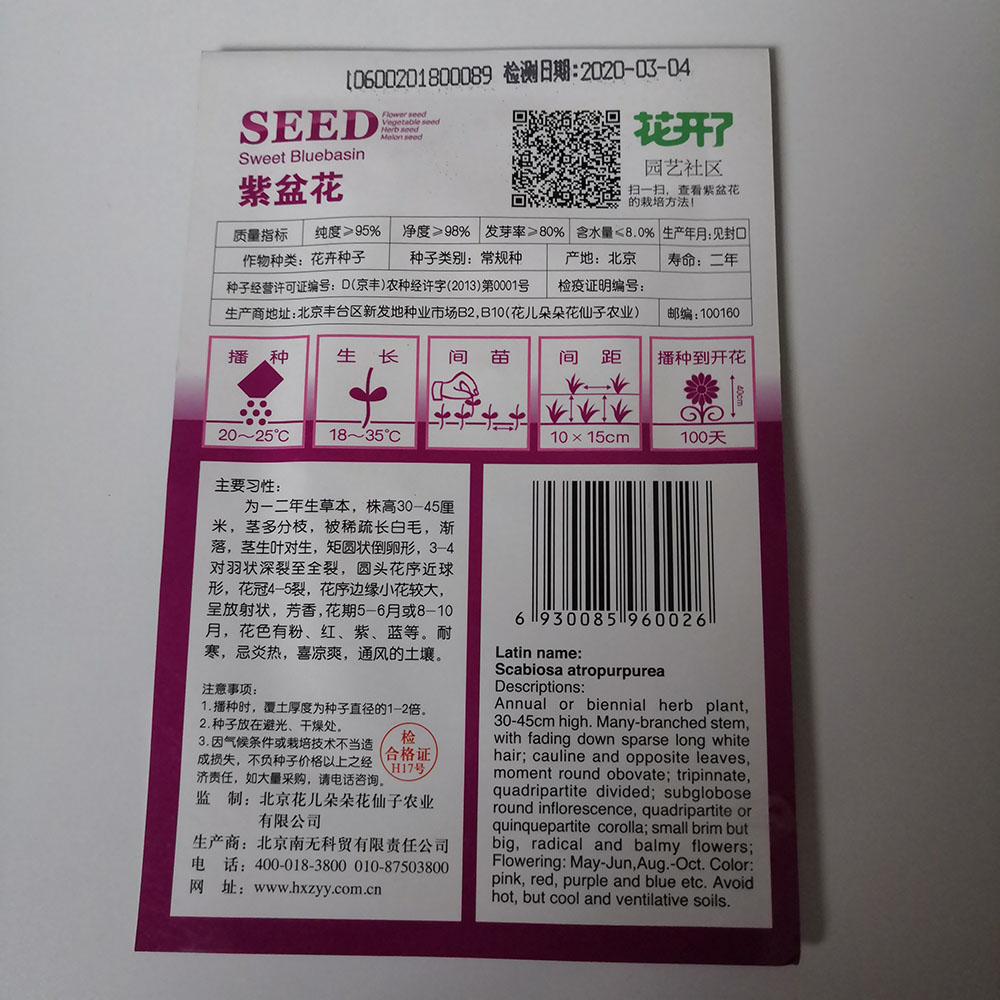 L0600201800089 检测日期:2020-03-04
SEED
Flower seed
Vegetable seed
Herb seed
Melon seed
Sweet Bluebasin
紫盆花
花开了
园艺社区
扫一扫，查看紫盆花
的栽培方法！
质量指标 纯度≥95% 净度≥98% 发芽率≥80% 含水量≤8.0% 生产年月:见封口
作物种类：花卉种子 种子类别：常规种 产地：北京 寿命：二年
种子经营许可证编号：D(京丰)农种经许字(2013)第0001号 检疫证明编号：
生产商地址:北京丰台区新发地种业市场B2,B10(花儿朵朵花仙子农业) 邮编:100160
播种 生长 间苗 间距 播种到开花
40cm
20～25℃ 18～35℃ 10×15cm 100天
主要习性：
为一二年生草本，株高30-45厘
米，茎多分枝，被稀疏长白毛，渐
落，茎生叶对生，矩圆状倒卵形，3-4
对羽状深裂至全裂，圆头花序近球
形，花冠4-5裂，花序边缘小花较大，
呈放射状，芳香,花期5-6月或8-10
月，花色有粉、红、紫、蓝等。耐
寒，忌炎热，喜凉爽，通风的土壤。
注意事项：
1.播种时，覆土厚度为种子直径的1-2倍。
2.种子放在避光、干燥处。
3.因气候条件或栽培技术不当造
成损失，不负种子价格以上之经
济责任，如大量采购，请电话咨询。
检
合格证
H17号
监 制：北京花儿朵朵花仙子农业
有限公司
生产商：北京南无科贸有限责任公司
电 话：400-018-3800 010-87503800
网 址：www.hxzyy.com.cn
6 930085 960026
Latin name:
Scabiosa atropurpurea
Descriptions:
Annual or biennial herb plant,
30-45cm high. Many-branched stem,
with fading down sparse long white
hair; cauline and opposite leaves,
moment round obovate; tripinnate,
quadripartite divided; subglobose
round inflorescence, quadripartite or
quinquepartite corolla; small brim but
big, radical and balmy flowers;
Flowering: May-Jun,Aug.-Oct. Color:
pink, red, purple and blue etc. Avoid
hot, but cool and ventilative soils.